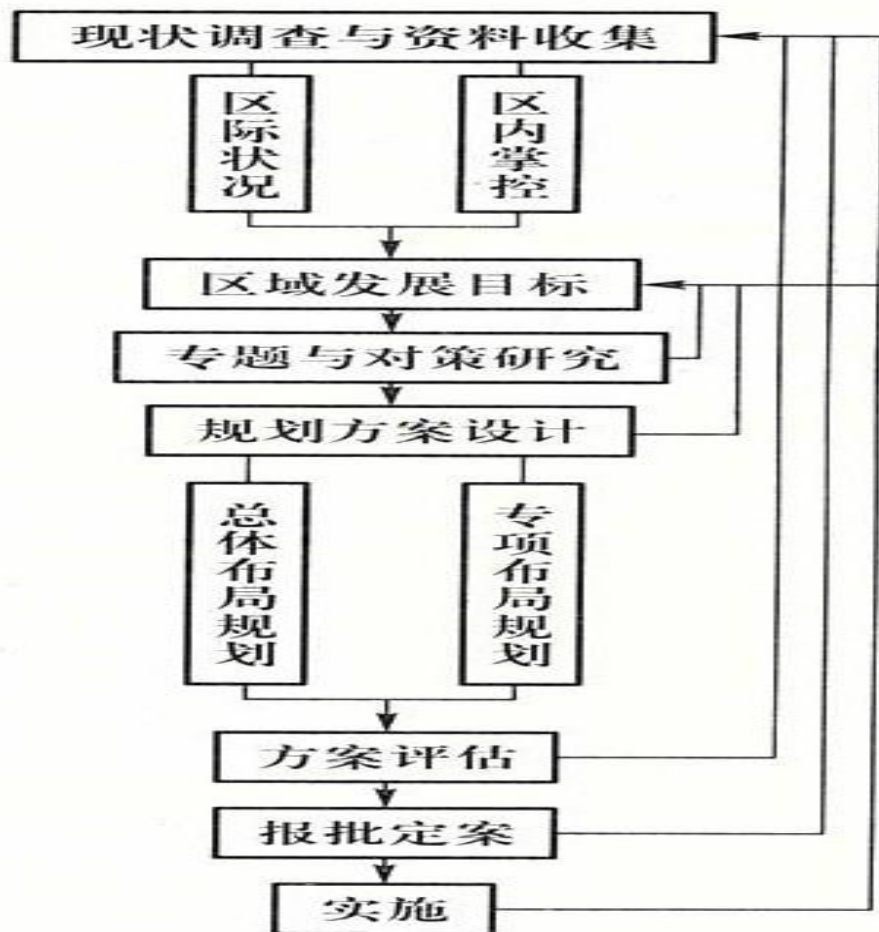 现状调查与资料收集
区际状况
区内掌控
区域发展目标
专题与对策研究
规划方案设计
总体布局规划
专项布局规划
方案评估
报批定案
实施